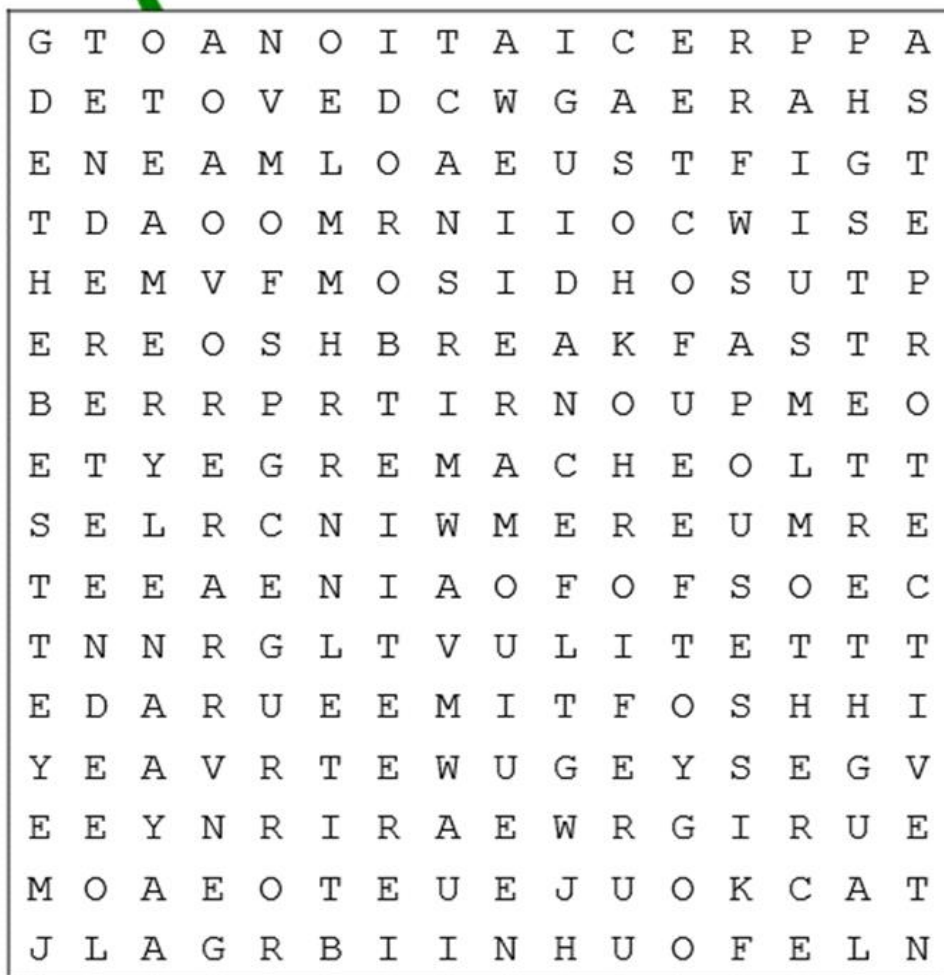 G T O A N O I T A I C E R P P A
D E T O V E D C W G A E R A H S
E N E A M L O A E U S T F I G T
T D A O O M R N I I O C W I S E
H E M V F M O S I D H O S U T P
E R E O S H B R E A K F A S T R
B E R R P R T I R N O U P M E O
E T Y E G R E M A C H E O L T T
S E L R C N I W M E R E U M R E
T E E A E N I A O F O F S O E C
T N N R G L T V U L I T E T T T
E D A R U E E M I T F O S H H I
Y E A V R T E W U G E Y S E G V
E E Y N R I R A E W R G I R U E
M O A E O T E U E J U O K C A T
J L A G R B I I N H U O F E L N